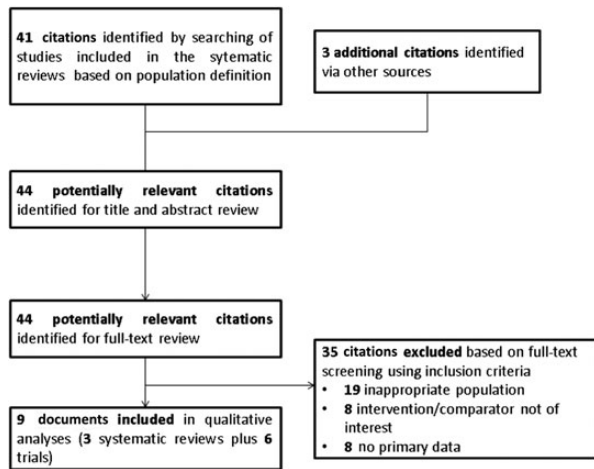 41 citations identified by searching of
studies included in the sytematic
reviews based on population definition
3 additional citations identified
via other sources
44 potentially relevant citations
identified for title and abstract review
44 potentially relevant citations
identified for full-text review
35 citations excluded based on full-text
screening using inclusion criteria
• 19 inappropriate population
• 8 intervention/comparator not of
interest
• 8 no primary data
9 documents included in qualitative
analyses (3 systematic reviews plus 6
trials)